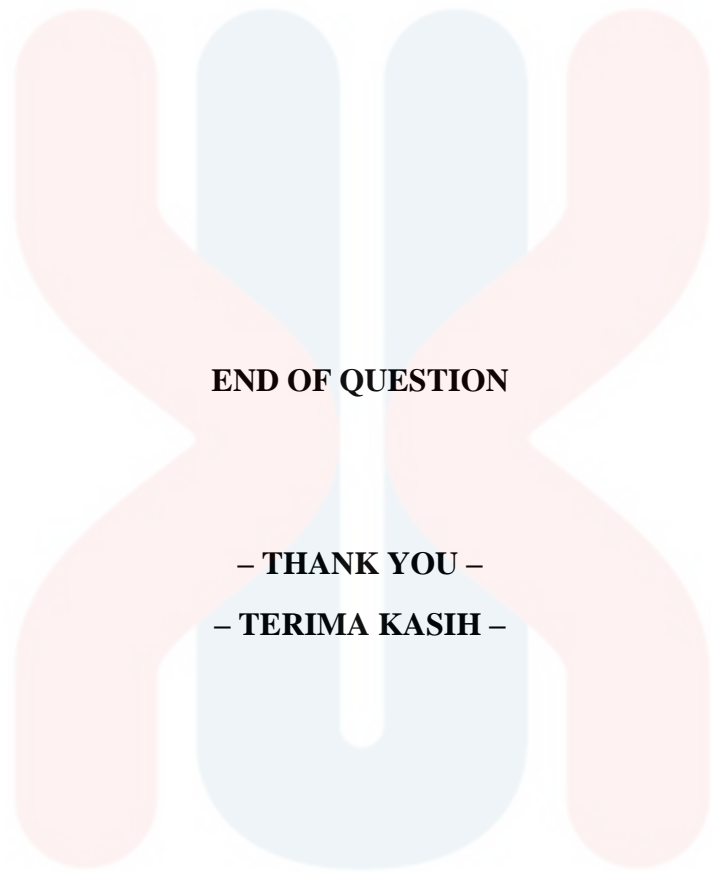 END OF QUESTION
– THANK YOU –
– TERIMA KASIH –